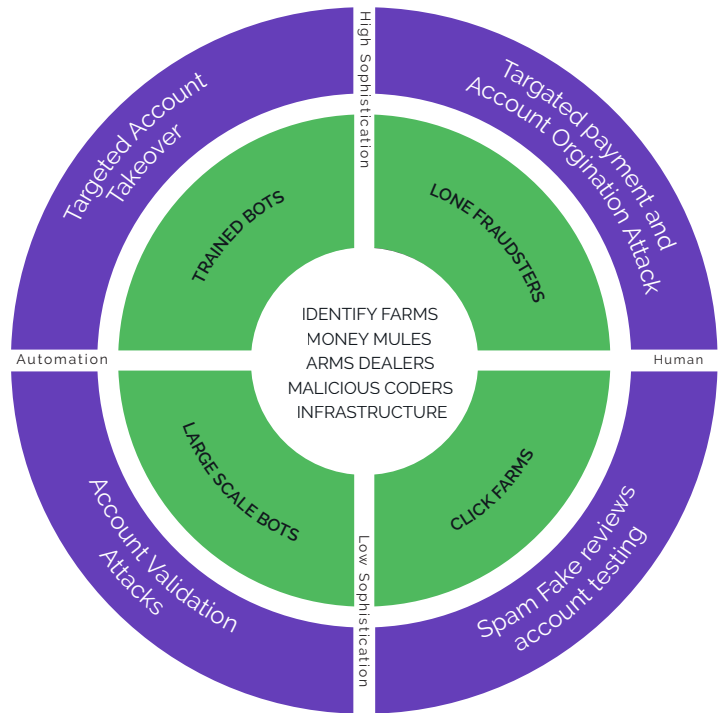 High Sophistication
Targeted Account
Takeover
Targated payment and
Account Orgination Attack
TRAINED BOTS
LONE FRAUDSTERS
IDENTIFY FARMS
MONEY MULES
ARMS DEALERS
MALICIOUS CODERS
INFRASTRUCTURE
Automation
Human
LARGE SCALE BOTS
CLICK FARMS
Account Validation
Attacks
Spam Fake reviews
account testing
Low Sophistication